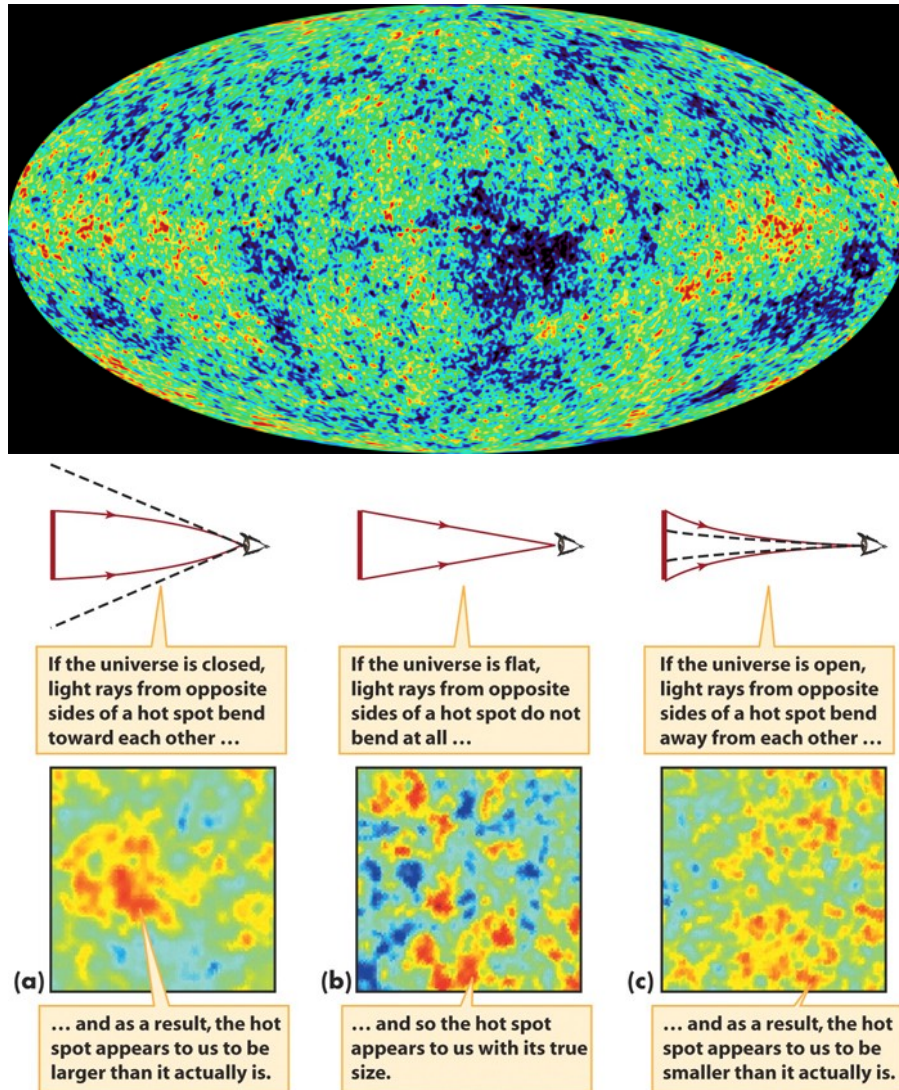 If the universe is closed,
light rays from opposite
sides of a hot spot bend
toward each other ...
If the universe is flat,
light rays from opposite
sides of a hot spot do not
bend at all ...
If the universe is open,
light rays from opposite
sides of a hot spot bend
away from each other ...
(a)
... and as a result, the hot
spot appears to us to be
larger than it actually is.
(b)
... and so the hot spot
appears to us with its true
size.
(c)
... and as a result, the hot
spot appears to us to be
smaller than it actually is.